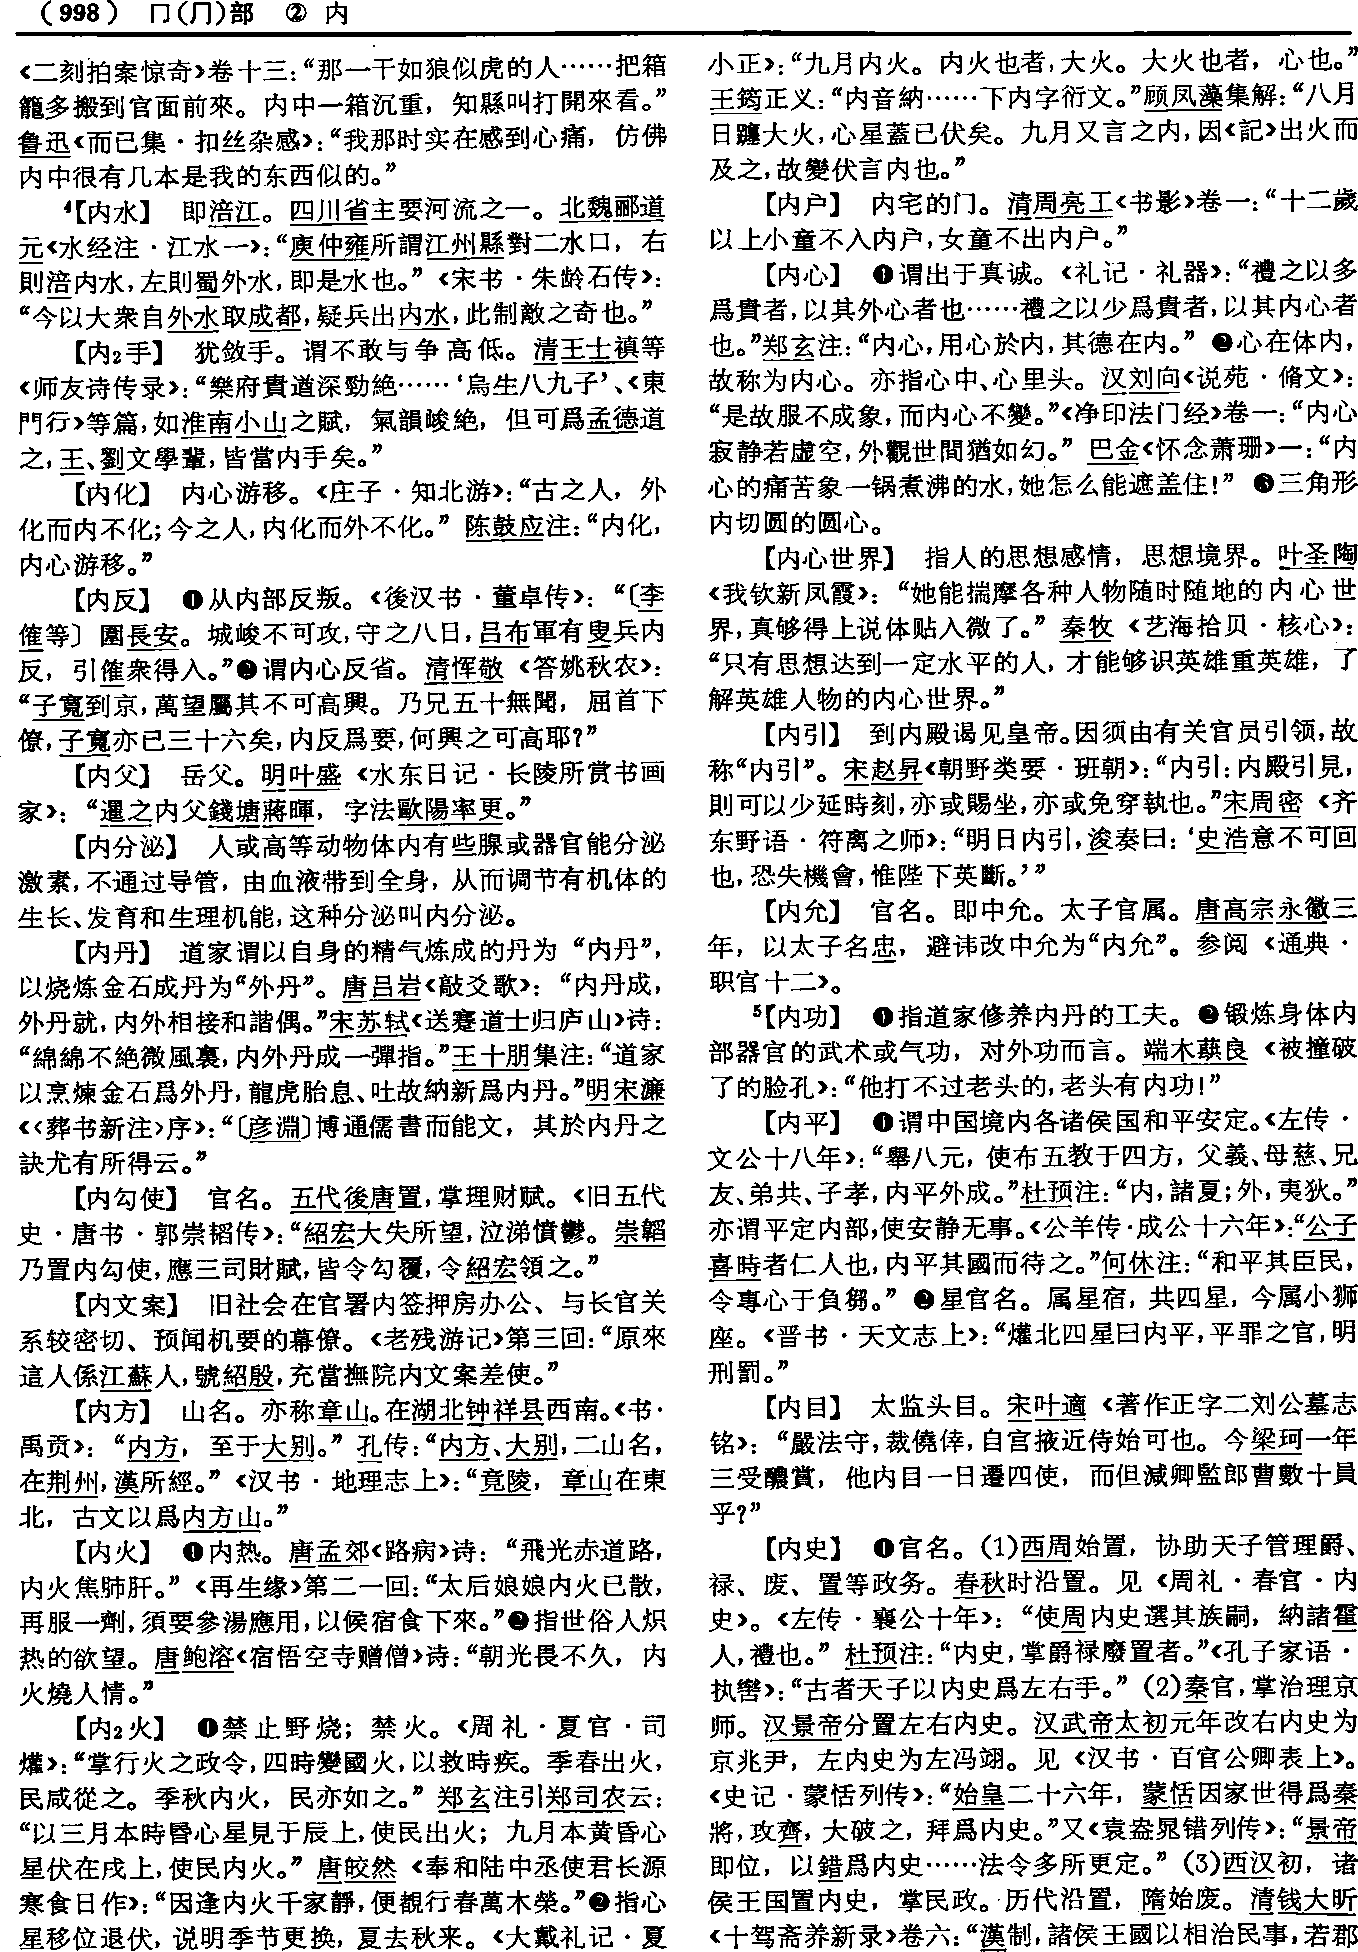 （998） 冂(⺆)部 ② 内
《二刻拍案惊奇》卷十三：“那一干如狼似虎的人……把箱
籠多搬到官面前來。内中一箱沉重，知縣叫打開來看。”
鲁迅《而已集·扣丝杂感》：“我那时实在感到心痛，仿佛
内中很有几本是我的东西似的。”
⁴【内水】 即涪江。四川省主要河流之一。北魏郦道
元《水经注·江水一》：“庾仲雍所謂江州縣對二水口，右
則涪内水，左則蜀外水，即是水也。”《宋书·朱龄石传》：
“今以大衆自外水取成都，疑兵出内水，此制敵之奇也。”
【内₂手】 犹敛手。谓不敢与争高低。清王士禛等
《师友诗传录》：“樂府貴道深勁絶……‘烏生八九子’、《東
門行》等篇，如淮南小山之賦，氣韻峻絶，但可爲孟德道
之，王、劉文學輩，皆當内手矣。”
【内化】 内心游移。《庄子·知北游》：“古之人，外
化而内不化；今之人，内化而外不化。”陈鼓应注：“内化，
内心游移。”
【内反】 ❶从内部反叛。《後汉书·董卓传》：“〔李
傕等〕圍長安。城峻不可攻，守之八日，吕布軍有叟兵内
反，引傕衆得入。”❷谓内心反省。清恽敬《答姚秋农》：
“子寬到京，萬望屬其不可高興。乃兄五十無聞，屈首下
僚，子寬亦已三十六矣，内反爲要，何興之可高耶？”
【内父】 岳父。明叶盛《水东日记·长陵所赏书画
家》：“暹之内父錢塘蔣暉，字法歐陽率更。”
【内分泌】 人或高等动物体内有些腺或器官能分泌
激素，不通过导管，由血液带到全身，从而调节有机体的
生长、发育和生理机能，这种分泌叫内分泌。
【内丹】 道家谓以自身的精气炼成的丹为“内丹”，
以烧炼金石成丹为“外丹”。唐吕岩《敲爻歌》：“内丹成，
外丹就，内外相接和諧偶。”宋苏轼《送蹇道士归庐山》诗：
“綿綿不絶微風裏，内外丹成一彈指。”王十朋集注：“道家
以烹煉金石爲外丹，龍虎胎息、吐故納新爲内丹。”明宋濂
《〈葬书新注〉序》：“〔彦淵〕博通儒書而能文，其於内丹之
訣尤有所得云。”
【内勾使】 官名。五代後唐置，掌理财赋。《旧五代
史·唐书·郭崇韬传》：“紹宏大失所望，泣涕憤鬱。崇韜
乃置内勾使，應三司財賦，皆令勾覆，令紹宏領之。”
【内文案】 旧社会在官署内签押房办公、与长官关
系较密切、预闻机要的幕僚。《老残游记》第三回：“原來
這人係江蘇人，號紹殷，充當撫院内文案差使。”
【内方】 山名。亦称章山。在湖北钟祥县西南。《书·
禹贡》：“内方，至于大别。”孔传：“内方、大别，二山名，
在荆州，漢所經。”《汉书·地理志上》：“竟陵，章山在東
北，古文以爲内方山。”
【内火】 ❶内热。唐孟郊《路病》诗：“飛光赤道路，
内火焦肺肝。”《再生缘》第二一回：“太后娘娘内火已散，
再服一劑，須要參湯應用，以候宿食下來。”❷指世俗人炽
热的欲望。唐鲍溶《宿悟空寺赠僧》诗：“朝光畏不久，内
火燒人情。”
【内₂火】 ❶禁止野烧；禁火。《周礼·夏官·司
爟》：“掌行火之政令，四時變國火，以救時疾。季春出火，
民咸從之。季秋内火，民亦如之。”郑玄注引郑司农云：
“以三月本時昏心星見于辰上，使民出火；九月本黄昏心
星伏在戌上，使民内火。”唐皎然《奉和陆中丞使君长源
寒食日作》：“因逢内火千家靜，便覩行春萬木榮。”❷指心
星移位退伏，说明季节更换，夏去秋来。《大戴礼记·夏
小正》：“九月内火。内火也者，大火。大火也者，心也。”
王筠正义：“内音納……下内字衍文。”顾凤藻集解：“八月
日躔大火，心星蓋已伏矣。九月又言之内，因《記》出火而
及之，故變伏言内也。”
【内户】 内宅的门。清周亮工《书影》卷一：“十二歲
以上小童不入内户，女童不出内户。”
【内心】 ❶谓出于真诚。《礼记·礼器》：“禮之以多
爲貴者，以其外心者也……禮之以少爲貴者，以其内心者
也。”郑玄注：“内心，用心於内，其德在内。”❷心在体内，
故称为内心。亦指心中、心里头。汉刘向《说苑·脩文》：
“是故服不成象，而内心不變。”《净印法门经》卷一：“内心
寂静若虚空，外觀世間猶如幻。”巴金《怀念萧珊》一：“内
心的痛苦象一锅煮沸的水，她怎么能遮盖住！”❸三角形
内切圆的圆心。
【内心世界】 指人的思想感情，思想境界。叶圣陶
《我钦新凤霞》：“她能揣摩各种人物随时随地的内心世
界，真够得上说体贴入微了。”秦牧《艺海拾贝·核心》：
“只有思想达到一定水平的人，才能够识英雄重英雄，了
解英雄人物的内心世界。”
【内引】 到内殿谒见皇帝。因须由有关官员引领，故
称“内引”。宋赵昇《朝野类要·班朝》：“内引：内殿引見，
則可以少延時刻，亦或賜坐，亦或免穿執也。”宋周密《齐
东野语·符离之师》：“明日内引，浚奏曰：‘史浩意不可回
也，恐失機會，惟陛下英斷。’”
【内允】 官名。即中允。太子官属。唐高宗永徽三
年，以太子名忠，避讳改中允为“内允”。参阅《通典·
职官十二》。
⁵【内功】 ❶指道家修养内丹的工夫。❷锻炼身体内
部器官的武术或气功，对外功而言。端木蕻良《被撞破
了的脸孔》：“他打不过老头的，老头有内功！”
【内平】 ❶谓中国境内各诸侯国和平安定。《左传·
文公十八年》：“舉八元，使布五教于四方，父義、母慈、兄
友、弟共、子孝，内平外成。”杜预注：“内，諸夏；外，夷狄。”
亦谓平定内部，使安静无事。《公羊传·成公十六年》：“公子
喜時者仁人也，内平其國而待之。”何休注：“和平其臣民，
令專心于負芻。”❷星官名。属星宿，共四星，今属小狮
座。《晋书·天文志上》：“爟北四星曰内平，平罪之官，明
刑罰。”
【内目】 太监头目。宋叶適《著作正字二刘公墓志
铭》：“嚴法守，裁僥倖，自宫掖近侍始可也。今梁珂一年
三受醲賞，他内目一日遷四使，而但減卿監郎曹數十員
乎？”
【内史】 ❶官名。(1)西周始置，协助天子管理爵、
禄、废、置等政务。春秋时沿置。见《周礼·春官·内
史》。《左传·襄公十年》：“使周内史選其族嗣，納諸霍
人，禮也。”杜预注：“内史，掌爵禄廢置者。”《孔子家语·
执辔》：“古者天子以内史爲左右手。”(2)秦官，掌治理京
师。汉景帝分置左右内史。汉武帝太初元年改右内史为
京兆尹，左内史为左冯翊。见《汉书·百官公卿表上》。
《史记·蒙恬列传》：“始皇二十六年，蒙恬因家世得爲秦
將，攻齊，大破之，拜爲内史。”又《袁盎晁错列传》：“景帝
即位，以錯爲内史……法令多所更定。”(3)西汉初，诸
侯王国置内史，掌民政。历代沿置，隋始废。清钱大昕
《十驾斋养新录》卷六：“漢制，諸侯王國以相治民事，若郡